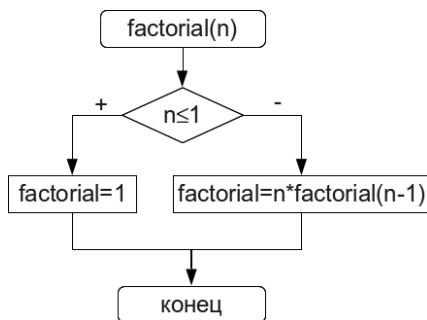 factorial(n)
+
-
n≤1
factorial=1
factorial=n*factorial(n-1)
конец